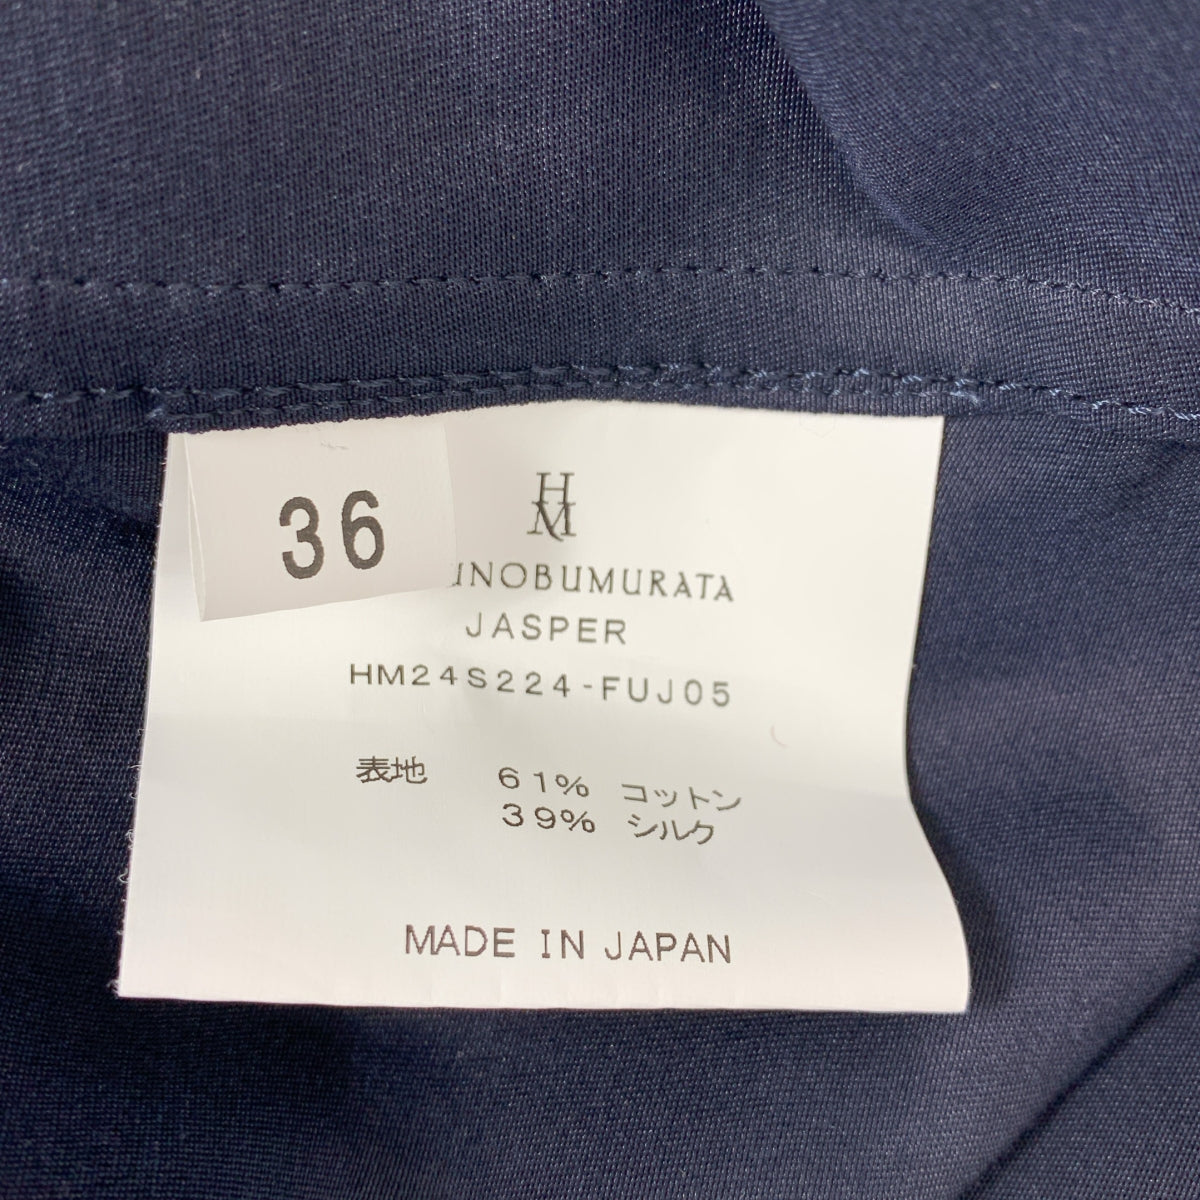 36
HM
INOBUMURATA
JASPER
HM24S224-FUJ05
表地 61% コットン
39% シルク
MADE IN JAPAN